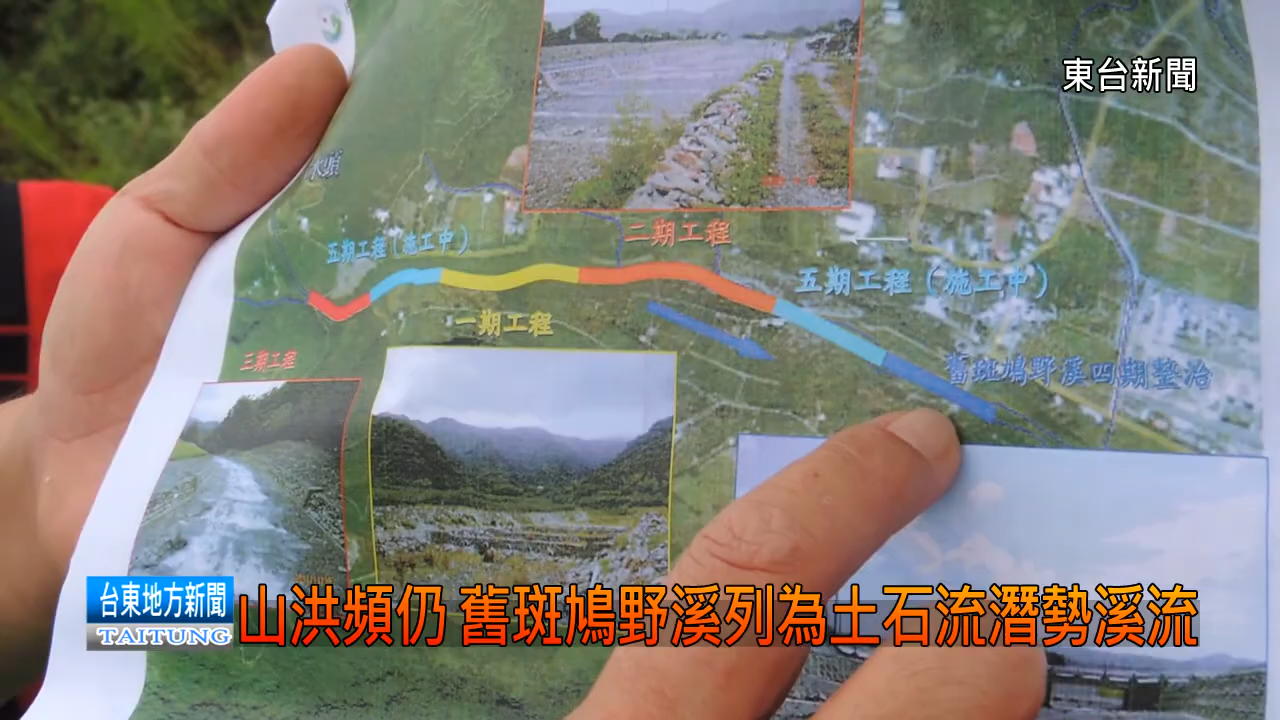 東台新聞
水源
二期工程
五期工程(施工中)
五期工程(施工中)
一期工程
三期工程
舊斑鳩野溪四期整治
台東地方新聞
TAITUNG
山洪頻仍 舊斑鳩野溪列為土石流潛勢溪流